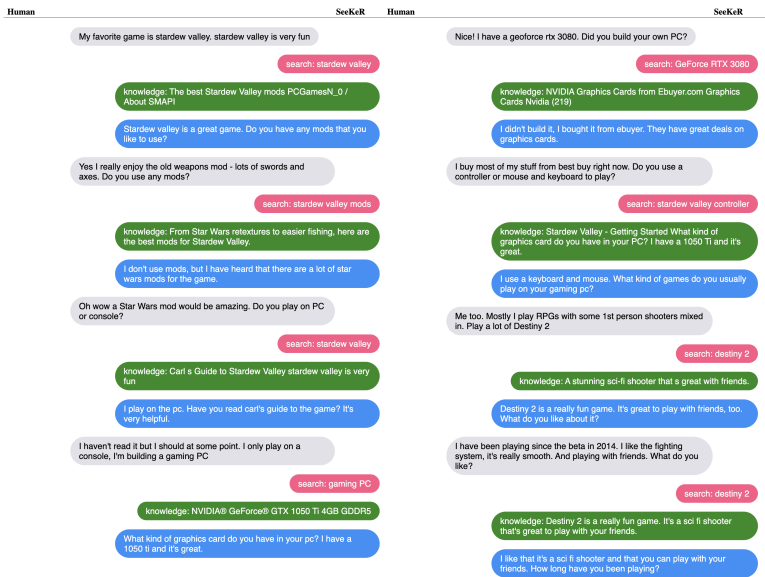 Human
SeeKeR
My favorite game is stardew valley. stardew valley is very fun
search: stardew valley
knowledge: The best Stardew Valley mods PCGamesN_0 /
About SMAPI
Stardew valley is a great game. Do you have any mods that you
like to use?
Yes I really enjoy the old weapons mod - lots of swords and
axes. Do you use any mods?
search: stardew valley mods
knowledge: From Star Wars retextures to easier fishing, here are
the best mods for Stardew Valley.
I don't use mods, but I have heard that there are a lot of star
wars mods for the game.
Oh wow a Star Wars mod would be amazing. Do you play on PC
or console?
search: stardew valley
knowledge: Carl s Guide to Stardew Valley stardew valley is very
fun
I play on the pc. Have you read carl's guide to the game? It's
very helpful.
I haven't read it but I should at some point. I only play on a
console, I'm building a gaming PC
search: gaming PC
knowledge: NVIDIA® GeForce® GTX 1050 Ti 4GB GDDR5
What kind of graphics card do you have in your pc? I have a
1050 ti and it's great.
Human
SeeKeR
Nice! I have a geoforce rtx 3080. Did you build your own PC?
search: GeForce RTX 3080
knowledge: NVIDIA Graphics Cards from Ebuyer.com Graphics
Cards Nvidia (219)
I didn't build it, I bought it from ebuyer. They have great deals on
graphics cards.
I buy most of my stuff from best buy right now. Do you use a
controller or mouse and keyboard to play?
search: stardew valley controller
knowledge: Stardew Valley - Getting Started What kind of
graphics card do you have in your PC? I have a 1050 Ti and it's
great.
I use a keyboard and mouse. What kind of games do you usually
play on your gaming pc?
Me too. Mostly I play RPGs with some 1st person shooters mixed
in. Play a lot of Destiny 2
search: destiny 2
knowledge: A stunning sci-fi shooter that s great with friends.
Destiny 2 is a really fun game. It's great to play with friends, too.
What do you like about it?
I have been playing since the beta in 2014. I like the fighting
system, it's really smooth. And playing with friends. What do you
like?
search: destiny 2
knowledge: Destiny 2 is a really fun game. It's a sci fi shooter
that's great to play with your friends.
I like that it's a sci fi shooter and that you can play with your
friends. How long have you been playing?